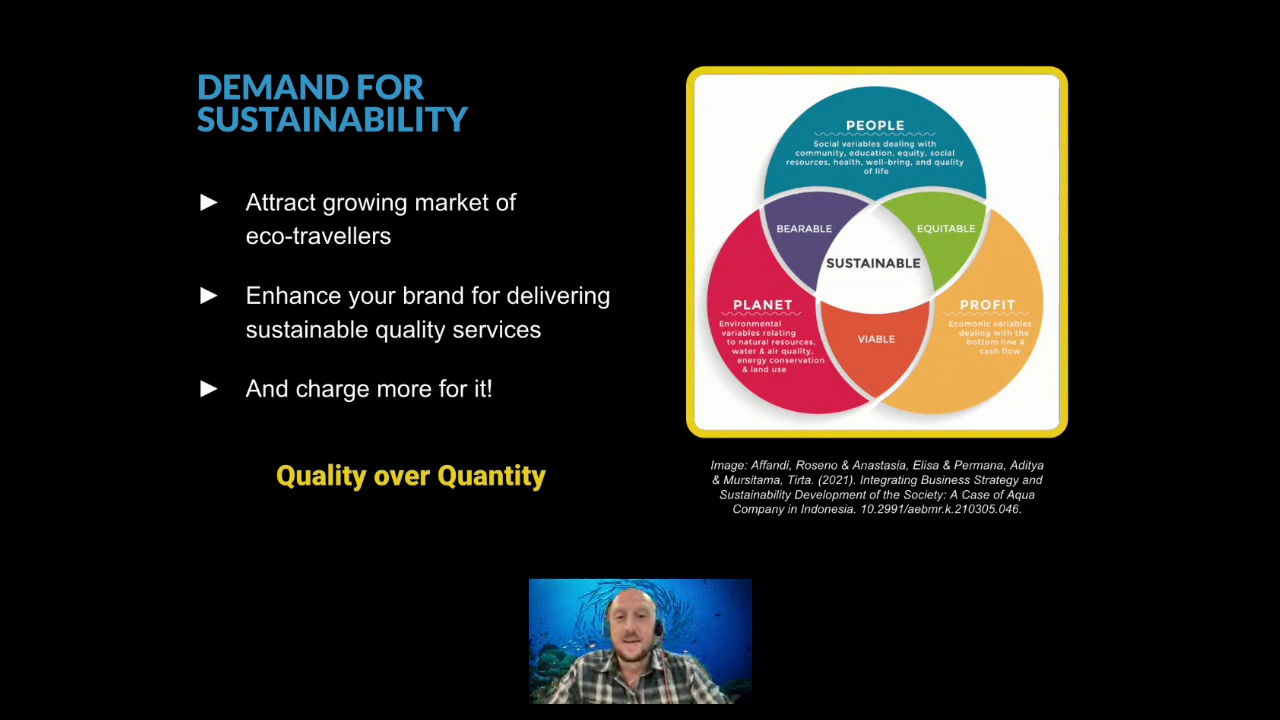 DEMAND FOR
SUSTAINABILITY
► Attract growing market of
eco-travellers
► Enhance your brand for delivering
sustainable quality services
► And charge more for it!
Quality over Quantity
PEOPLE
Social variables dealing with
community, education, equity, social
resources, health, well-bring, and quality
of life
BEARABLE
EQUITABLE
SUSTAINABLE
PLANET
Environmental
variables relating
to natural resources,
water & air quality,
energy conservation
& land use
VIABLE
PROFIT
Ecomonic variables
dealing with the
bottom line &
cash flow
Image: Affandi, Roseno & Anastasia, Elisa & Permana, Aditya
& Mursitama, Tirta. (2021). Integrating Business Strategy and
Sustainability Development of the Society: A Case of Aqua
Company in Indonesia. 10.2991/aebmr.k.210305.046.